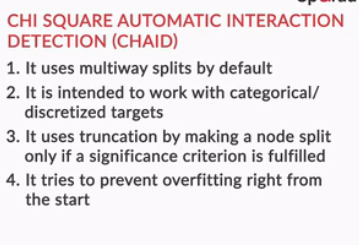 CHI SQUARE AUTOMATIC INTERACTION
DETECTION (CHAID)
1. It uses multiway splits by default
2. It is intended to work with categorical/
discretized targets
3. It uses truncation by making a node split
only if a significance criterion is fulfilled
4. It tries to prevent overfitting right from
the start